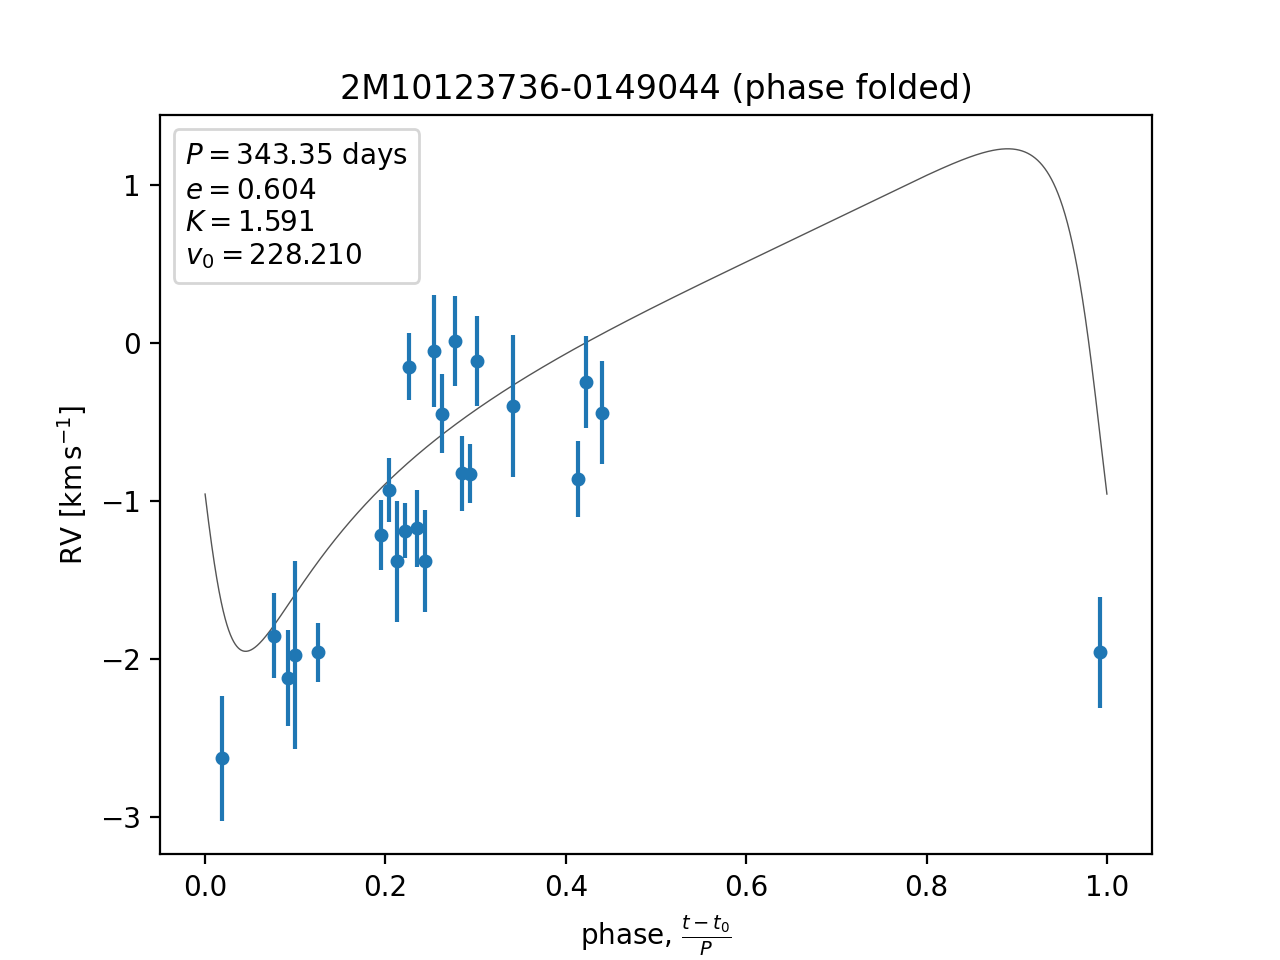 2M10123736-0149044 (phase folded)
P = 343.35 days
e = 0.604
K = 1.591
v₀ = 228.210
RV [km s⁻¹]
1
0
−1
−2
−3
0.0 0.2 0.4 0.6 0.8 1.0
phase, (t − t₀)/P